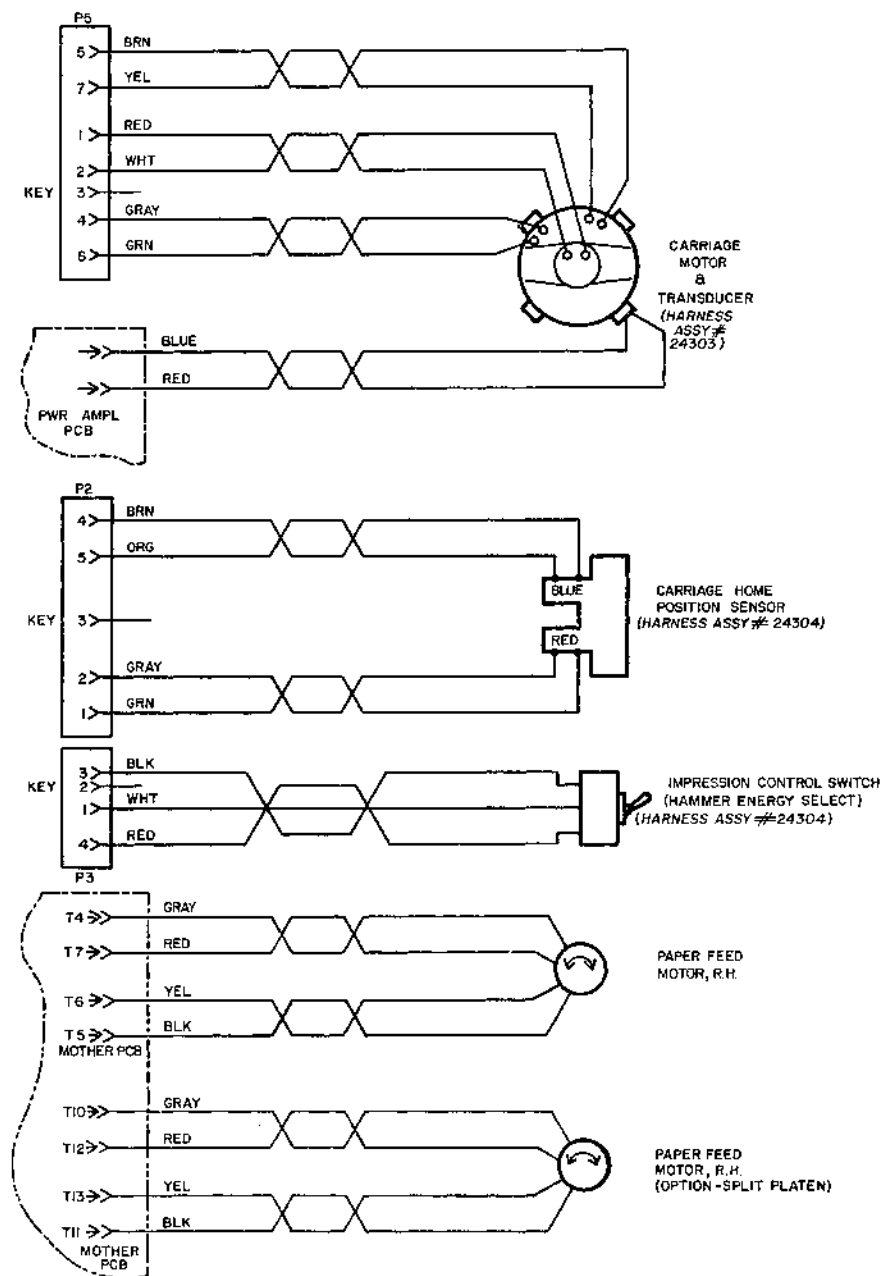 P5
5 BRN
7 YEL
1 RED
2 WHT
KEY 3
4 GRAY
6 GRN
CARRIAGE
MOTOR
&
TRANSDUCER
(HARNESS
ASSY#
24303)
BLUE
RED
PWR AMPL
PCB
P2
4 BRN
5 ORG
KEY 3
2 GRAY
1 GRN
BLUE
RED
CARRIAGE HOME
POSITION SENSOR
(HARNESS ASSY# 24304)
3 BLK
KEY 2
1 WHT
4 RED
P3
IMPRESSION CONTROL SWITCH
(HAMMER ENERGY SELECT)
(HARNESS ASSY#24304)
T4 GRAY
T7 RED
T6 YEL
T5 BLK
MOTHER PCB
PAPER FEED
MOTOR, R.H.
T10 GRAY
T12 RED
T13 YEL
T11 BLK
MOTHER
PCB
PAPER FEED
MOTOR, R.H.
(OPTION-SPLIT PLATEN)